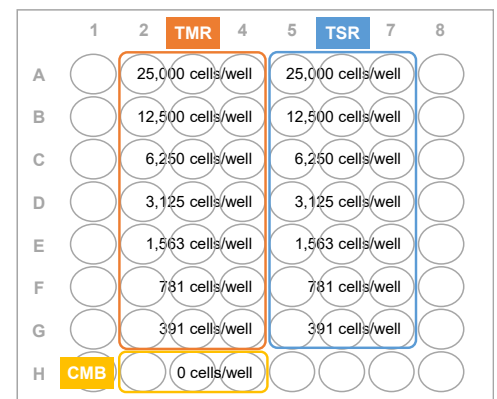 1 2 TMR 4 5 TSR 7 8
A 25,000 cells/well 25,000 cells/well
B 12,500 cells/well 12,500 cells/well
C 6,250 cells/well 6,250 cells/well
D 3,125 cells/well 3,125 cells/well
E 1,563 cells/well 1,563 cells/well
F 781 cells/well 781 cells/well
G 391 cells/well 391 cells/well
H CMB 0 cells/well